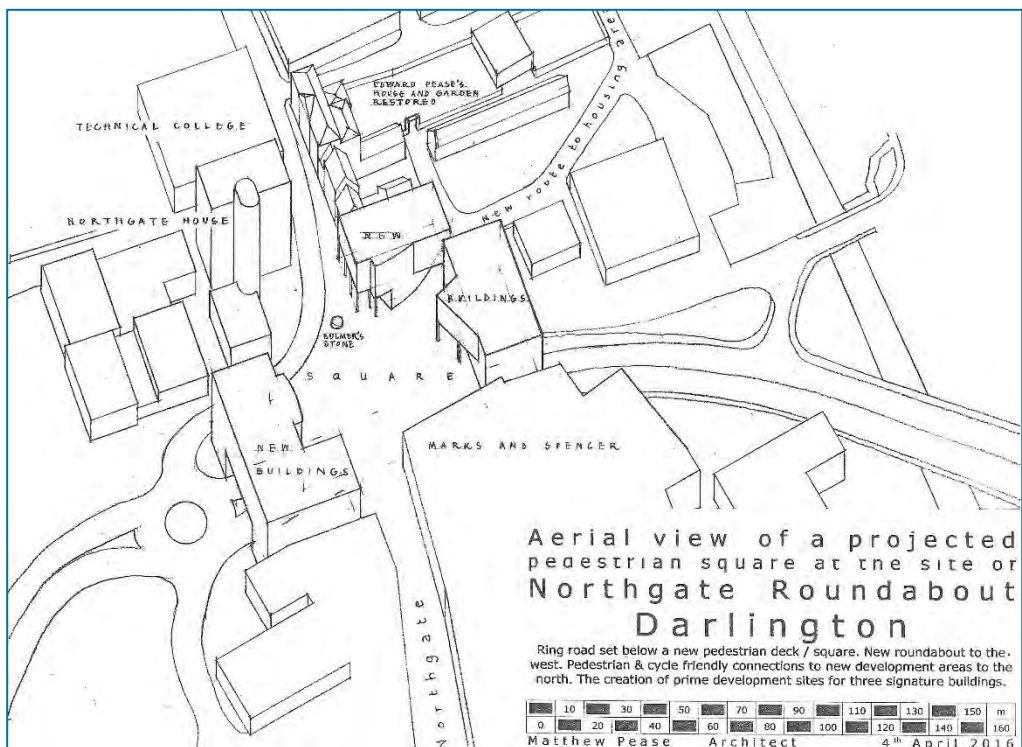 EDWARD PEASE'S
HOUSE AND GARDEN
RESTORED
TECHNICAL COLLEGE
New route to housing area
NORTHGATE HOUSE
NEW
BUILDINGS
BULMER'S
STONE
SQUARE
NEW
BUILDINGS
MARKS AND SPENCER
Northgate
Aerial view of a projected
pedestrian square at the site of
Northgate Roundabout
Darlington
Ring road set below a new pedestrian deck / square. New roundabout to the
west. Pedestrian & cycle friendly connections to new development areas to the
north. The creation of prime development sites for three signature buildings.
10 30 50 70 90 110 130 150 m
0 20 40 60 80 100 120 140 160
Matthew Pease Architect 4th April 2016